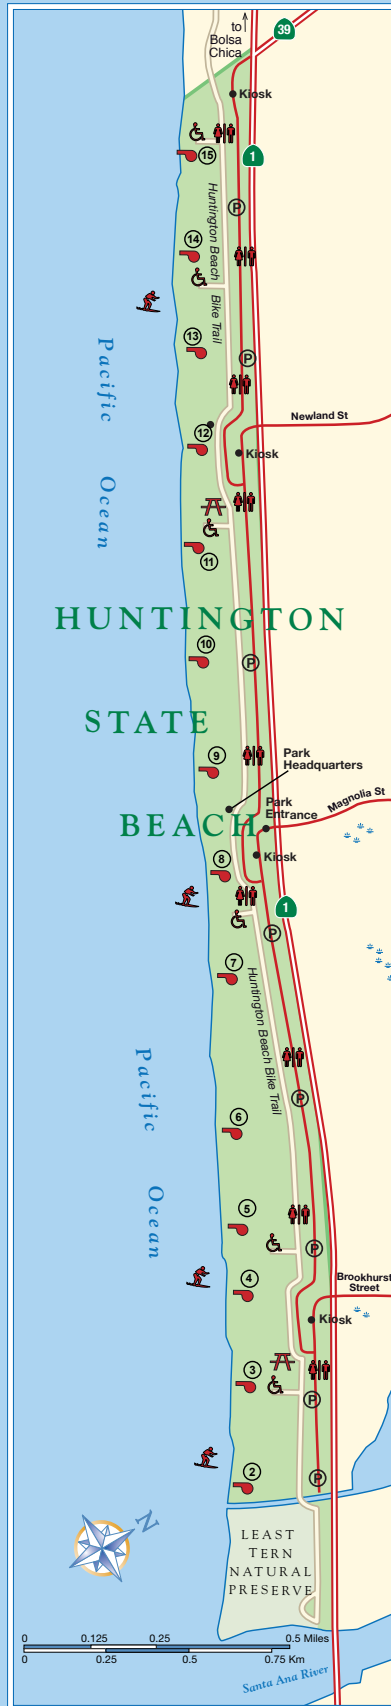 to
Bolsa
Chica
39
Kiosk
1
15
P
Huntington Beach Bike Trail
14
13
P
Pacific Ocean
Newland St
12
Kiosk
11
HUNTINGTON
10
P
STATE
9
Park
Headquarters
Park
Entrance
Magnolia St
BEACH
Kiosk
8
1
P
7
Huntington Beach Bike Trail
Pacific Ocean
P
6
5
P
4
Brookhurst
Street
Kiosk
3
P
2
P
N
LEAST
TERN
NATURAL
PRESERVE
0 0.125 0.25 0.5 Miles
0 0.25 0.5 0.75 Km
Santa Ana River